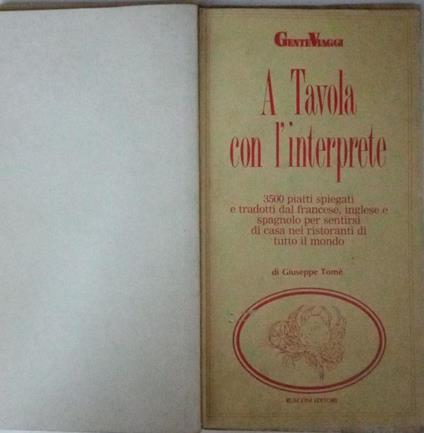 GENTEVIAGGI
A Tavola
con l'interprete
3500 piatti spiegati
e tradotti dal francese, inglese e
spagnolo per sentirsi
di casa nei ristoranti di
tutto il mondo
di Giuseppe Tomè
RUSCONI EDITORE